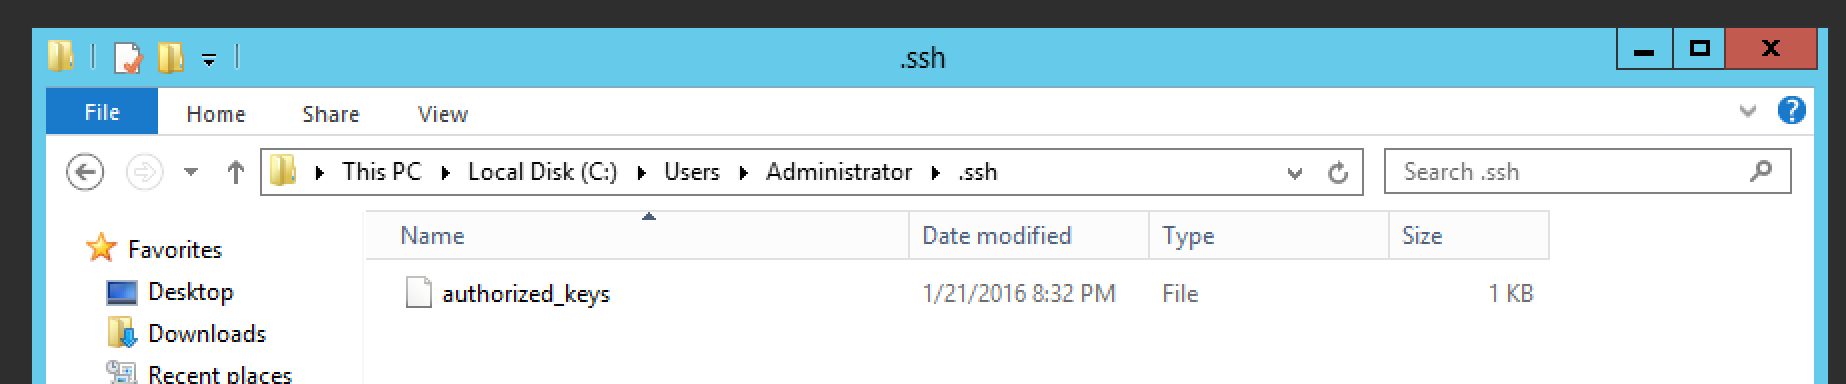 .ssh
File Home Share View
This PC Local Disk (C:) Users Administrator .ssh
Search .ssh
Name Date modified Type Size
Favorites
authorized_keys 1/21/2016 8:32 PM File 1 KB
Desktop
Downloads
Recent places